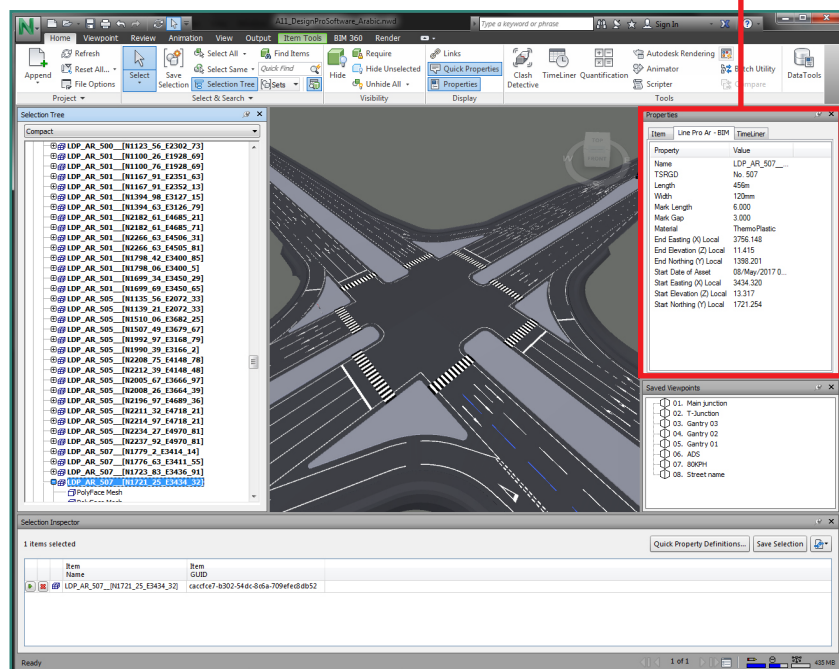 A11_DesignProSoftware_Arabic.nwd
Type a keyword or phrase
Sign In
Home Viewpoint Review Animation View Output Item Tools BIM 360 Render
Append
Refresh
Reset All...
File Options
Project
Select
Save Selection
Select All
Select Same
Selection Tree
Find Items
Quick Find
Sets
Select & Search
Hide
Require
Hide Unselected
Unhide All
Visibility
Links
Quick Properties
Properties
Display
Clash Detective
TimeLiner
Quantification
Autodesk Rendering
Animator
Scripter
Batch Utility
Compare
Tools
DataTools
Selection Tree
Compact
LDP_AR_500__[N1123_56_E2302_73]
LDP_AR_501__[N1100_26_E1928_69]
LDP_AR_501__[N1100_76_E1928_69]
LDP_AR_501__[N1167_91_E2351_63]
LDP_AR_501__[N1167_91_E2352_13]
LDP_AR_501__[N1394_98_E3127_15]
LDP_AR_501__[N1394_63_E3126_79]
LDP_AR_501__[N2182_61_E4685_21]
LDP_AR_501__[N2182_61_E4685_71]
LDP_AR_501__[N2266_63_E4506_31]
LDP_AR_501__[N2266_63_E4505_81]
LDP_AR_501__[N1798_42_E3400_85]
LDP_AR_501__[N1798_06_E3400_5]
LDP_AR_501__[N1699_34_E3450_29]
LDP_AR_501__[N1699_69_E3450_65]
LDP_AR_505__[N1135_56_E2072_33]
LDP_AR_505__[N1139_21_E2072_33]
LDP_AR_505__[N1510_06_E3682_25]
LDP_AR_505__[N1507_49_E3679_67]
LDP_AR_505__[N1992_97_E3168_79]
LDP_AR_505__[N1990_39_E3166_2]
LDP_AR_505__[N2208_75_E4148_78]
LDP_AR_505__[N2212_39_E4148_48]
LDP_AR_505__[N2005_67_E3666_97]
LDP_AR_505__[N2008_26_E3664_39]
LDP_AR_505__[N2196_97_E4689_36]
LDP_AR_505__[N2211_32_E4718_21]
LDP_AR_505__[N2214_97_E4718_21]
LDP_AR_505__[N2234_27_E4970_81]
LDP_AR_505__[N2237_92_E4970_81]
LDP_AR_507__[N1779_2_E3414_14]
LDP_AR_507__[N1776_63_E3411_55]
LDP_AR_507__[N1723_83_E3436_91]
LDP_AR_507__[N1721_25_E3434_32]
PolyFace Mesh
PolyFace Mesh
Properties
Item Line Pro Ar - BIM TimeLiner
Property Value
Name LDP_AR_507__...
TSRGD No. 507
Length 456m
Width 120mm
Mark Length 6.000
Mark Gap 3.000
Material ThermoPlastic
End Easting (X) Local 3756.148
End Elevation (Z) Local 11.415
End Northing (Y) Local 1398.201
Start Date of Asset 08/May/2017 0...
Start Easting (X) Local 3434.320
Start Elevation (Z) Local 13.317
Start Northing (Y) Local 1721.254
Saved Viewpoints
01. Main junction
02. T-Junction
03. Gantry 03
04. Gantry 02
05. Gantry 01
06. ADS
07. 80KPH
08. Street name
Selection Inspector
1 items selected
Quick Property Definitions... Save Selection
Item Name
Item GUID
LDP_AR_507__[N1721_25_E3434_32] caccfce7-b302-54dc-8c6a-709efec8db52
Ready
1 of 1
435 MB